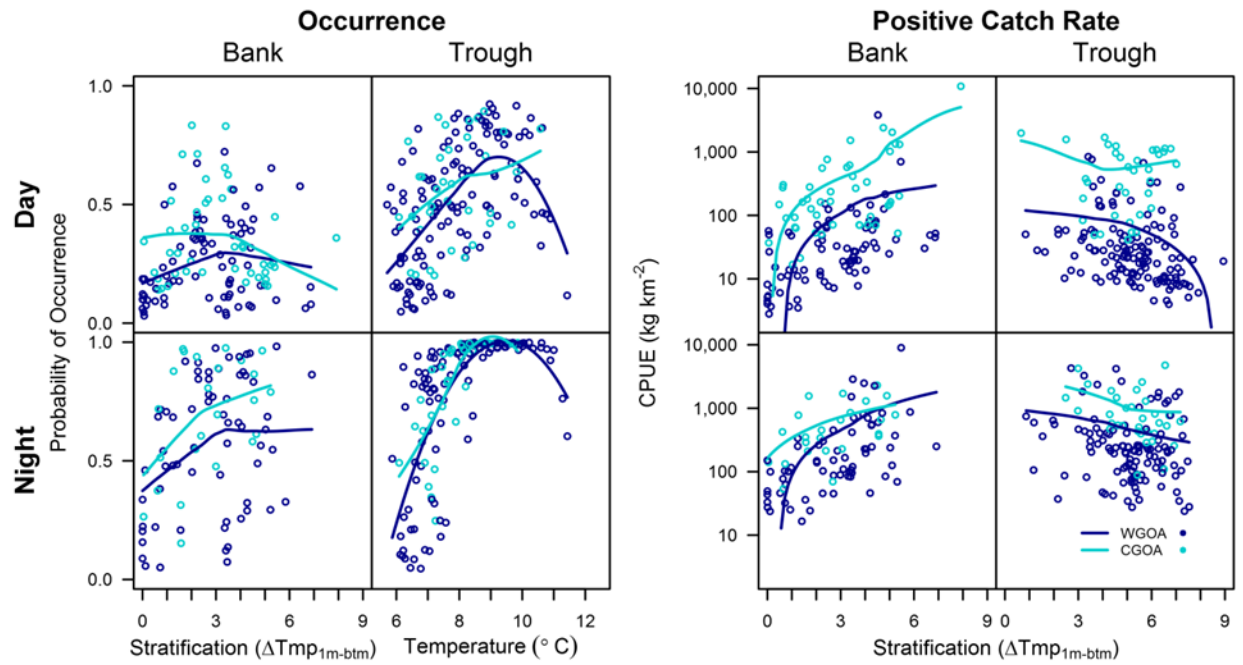 Occurrence
Positive Catch Rate
Bank
Trough
Bank
Trough
Day
Night
Probability of Occurrence
1.0
0.5
0.0
1.0
0.5
0.0
0 3 6 9
Stratification (ΔTmp1m-btm)
6 8 10 12
Temperature (° C)
CPUE (kg km−2)
10,000
1,000
100
10
10,000
1,000
100
10
WGOA
CGOA
0 3 6 9
0 3 6 9
Stratification (ΔTmp1m-btm)